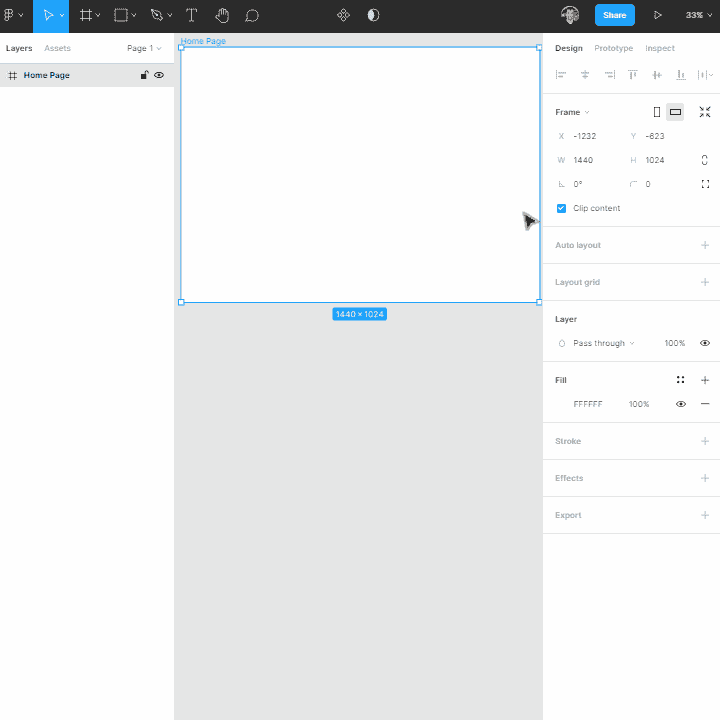 Share
33%
Layers Assets Page 1
Home Page
Home Page
1440 × 1024
Design Prototype Inspect
Frame
X -1232 Y -623
W 1440 H 1024
0° 0
Clip content
Auto layout
Layout grid
Layer
Pass through 100%
Fill
FFFFFF 100%
Stroke
Effects
Export